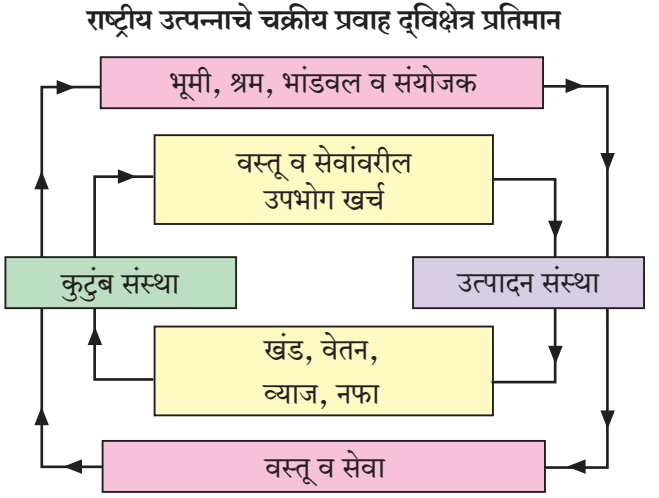 राष्ट्रीय उत्पन्नाचे चक्रीय प्रवाह द्‌विक्षेत्र प्रतिमान
भूमी, श्रम, भांडवल व संयोजक
वस्तू व सेवांवरील
उपभोग खर्च
कुटुंब संस्था
उत्पादन संस्था
खंड, वेतन,
व्याज, नफा
वस्तू व सेवा